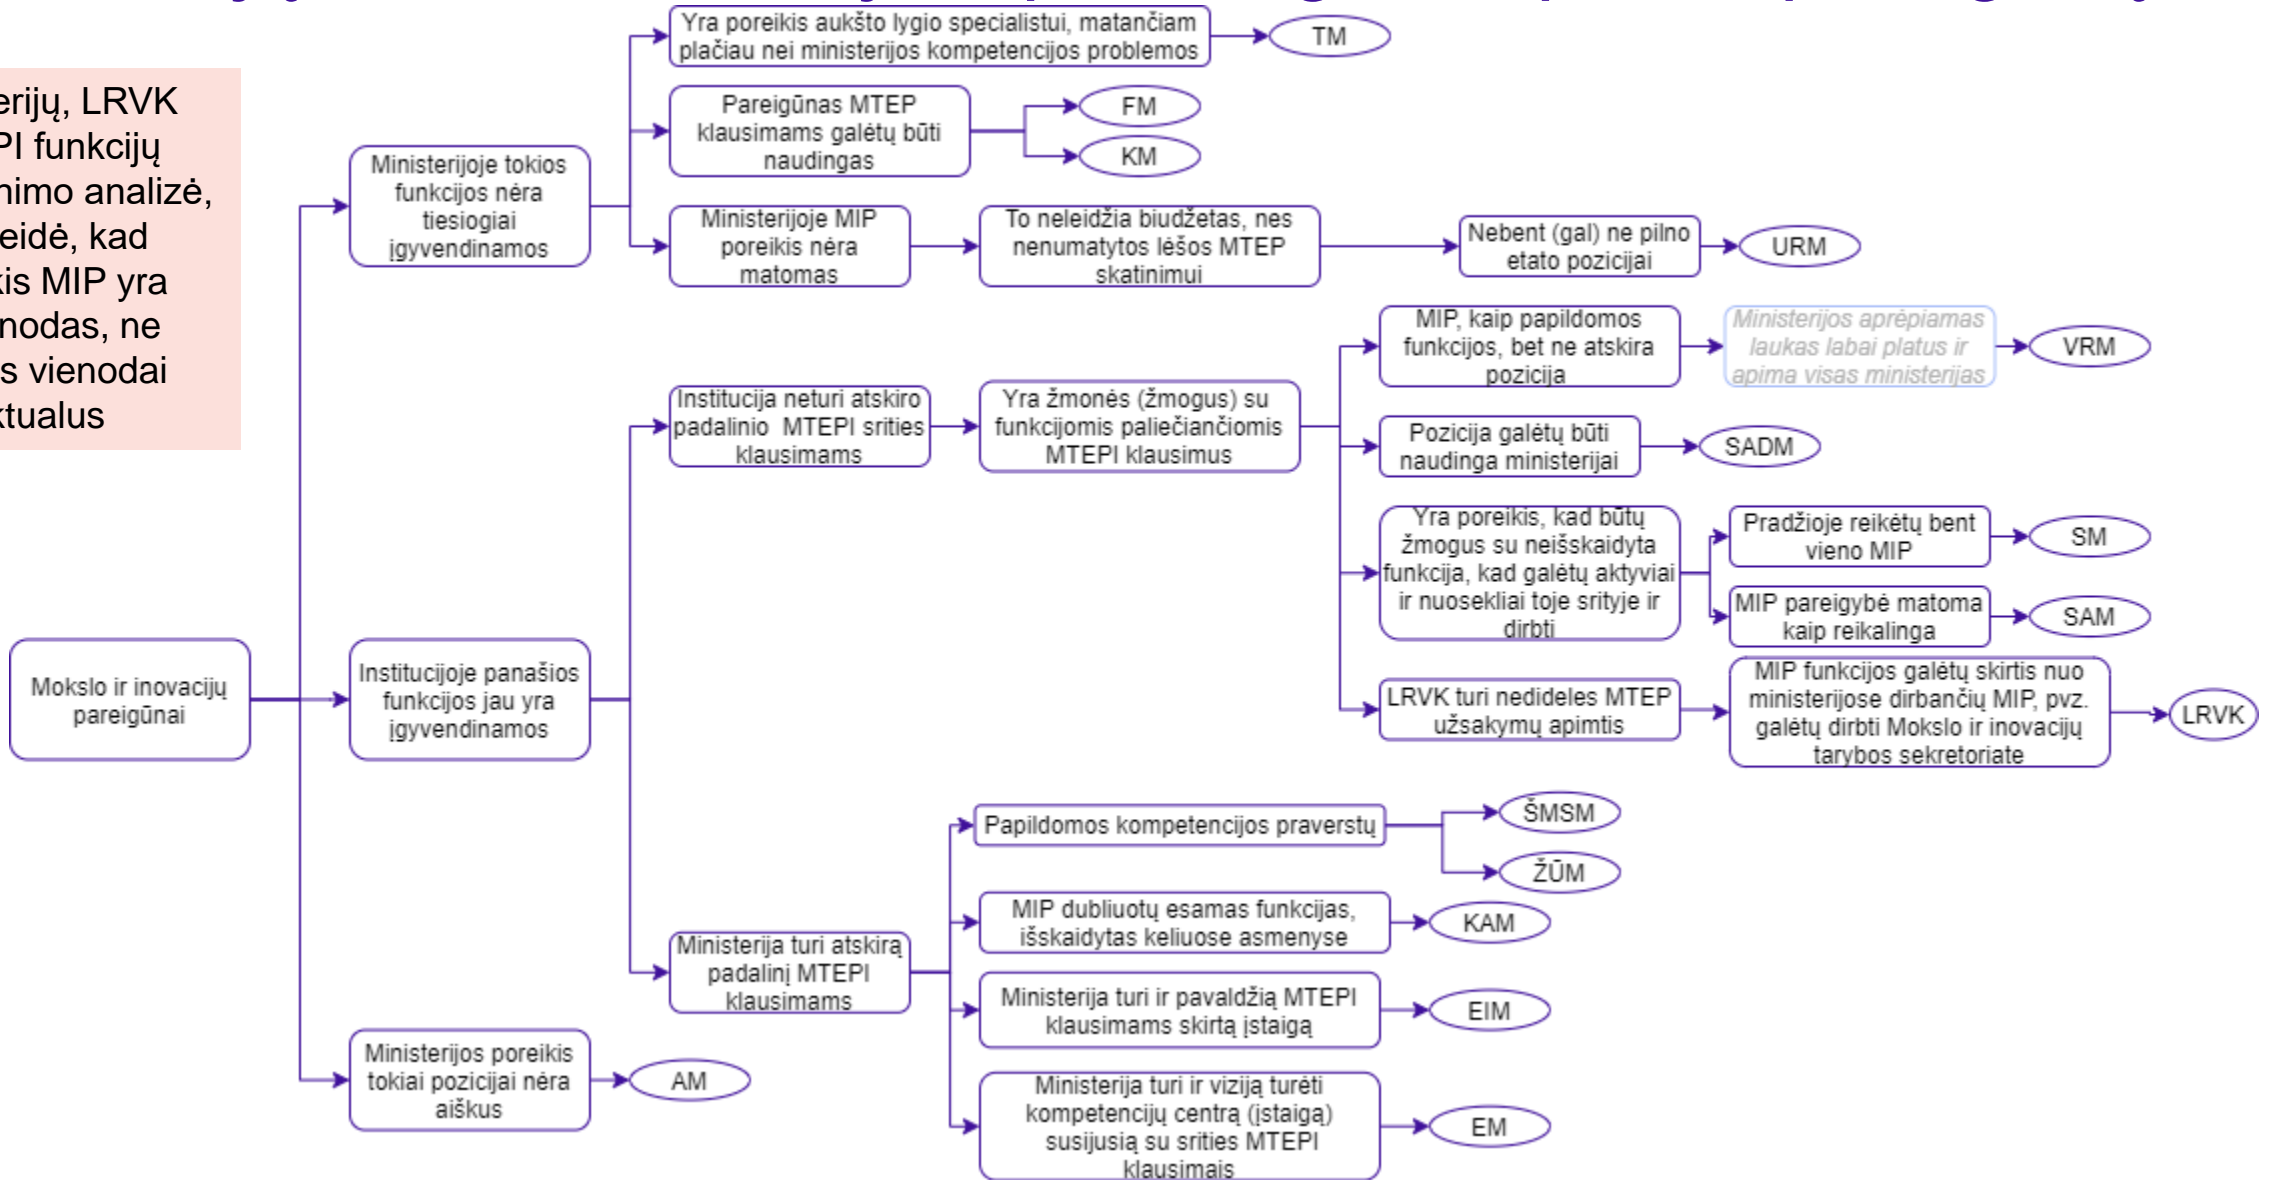 Yra poreikis aukšto lygio specialistui, matančiam
plačiau nei ministerijos kompetencijos problemos
TM
erijų, LRVK
PI funkcijų
nimo analizė,
eidė, kad
kis MIP yra
nodas, ne
s vienodai
ktualus
Pareigūnas MTEP
klausimams galėtų būti
naudingas
FM
KM
Ministerijoje tokios
funkcijos nėra
tiesiogiai
įgyvendinamos
Ministerijoje MIP
poreikis nėra
matomas
To neleidžia biudžetas, nes
nenumatytos lėšos MTEP
skatinimui
Nebent (gal) ne pilno
etato pozicijai
URM
MIP, kaip papildomos
funkcijos, bet ne atskira
pozicija
Ministerijos aprėpiamas
laukas labai platus ir
apima visas ministerijas
VRM
Institucija neturi atskiro
padalinio MTEPI srities
klausimams
Yra žmonės (žmogus) su
funkcijomis paliečiančiomis
MTEPI klausimus
Pozicija galėtų būti
naudinga ministerijai
SADM
Yra poreikis, kad būtų
žmogus su neišskaidyta
funkcija, kad galėtų aktyviai
ir nuosekliai toje srityje ir
dirbti
Pradžioje reikėtų bent
vieno MIP
SM
MIP pareigybė matoma
kaip reikalinga
SAM
Mokslo ir inovacijų
pareigūnai
Institucijoje panašios
funkcijos jau yra
įgyvendinamos
LRVK turi nedideles MTEP
užsakymų apimtis
MIP funkcijos galėtų skirtis nuo
ministerijose dirbančių MIP, pvz.
galėtų dirbti Mokslo ir inovacijų
tarybos sekretoriate
LRVK
Papildomos kompetencijos praverstų
ŠMSM
ŽŪM
MIP dubliuotų esamas funkcijas,
išskaidytas keliuose asmenyse
KAM
Ministerija turi atskirą
padalinį MTEPI
klausimams
Ministerija turi ir pavaldžią MTEPI
klausimams skirtą įstaigą
EIM
Ministerijos poreikis
tokiai pozicijai nėra
aiškus
AM
Ministerija turi ir viziją turėti
kompetencijų centrą (įstaigą)
susijusią su srities MTEPI
klausimais
EM